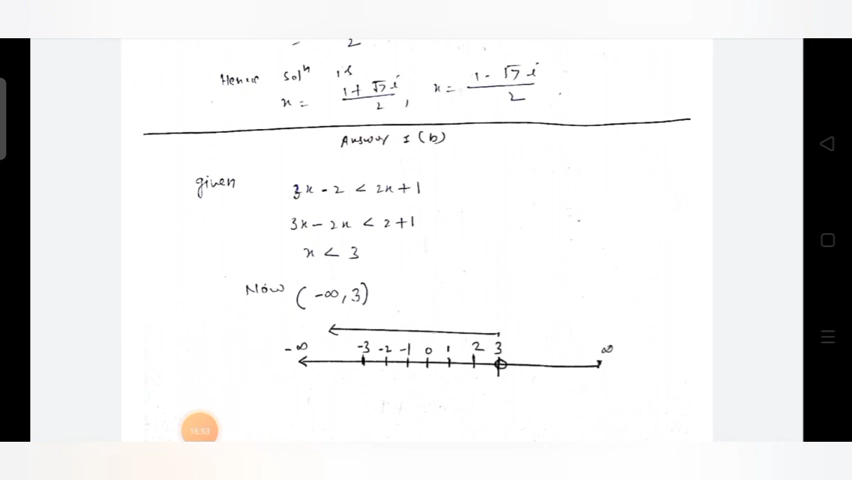 2
Hence solⁿ is
x = 1 + √7 i / 2 , x = 1 - √7 i / 2 .
Answer 1 (b)
given 3x - 2 < 2x + 1
3x - 2x < 2 + 1
x < 3
Now (-∞, 3)
-∞ -3 -2 -1 0 1 2 3 ∞